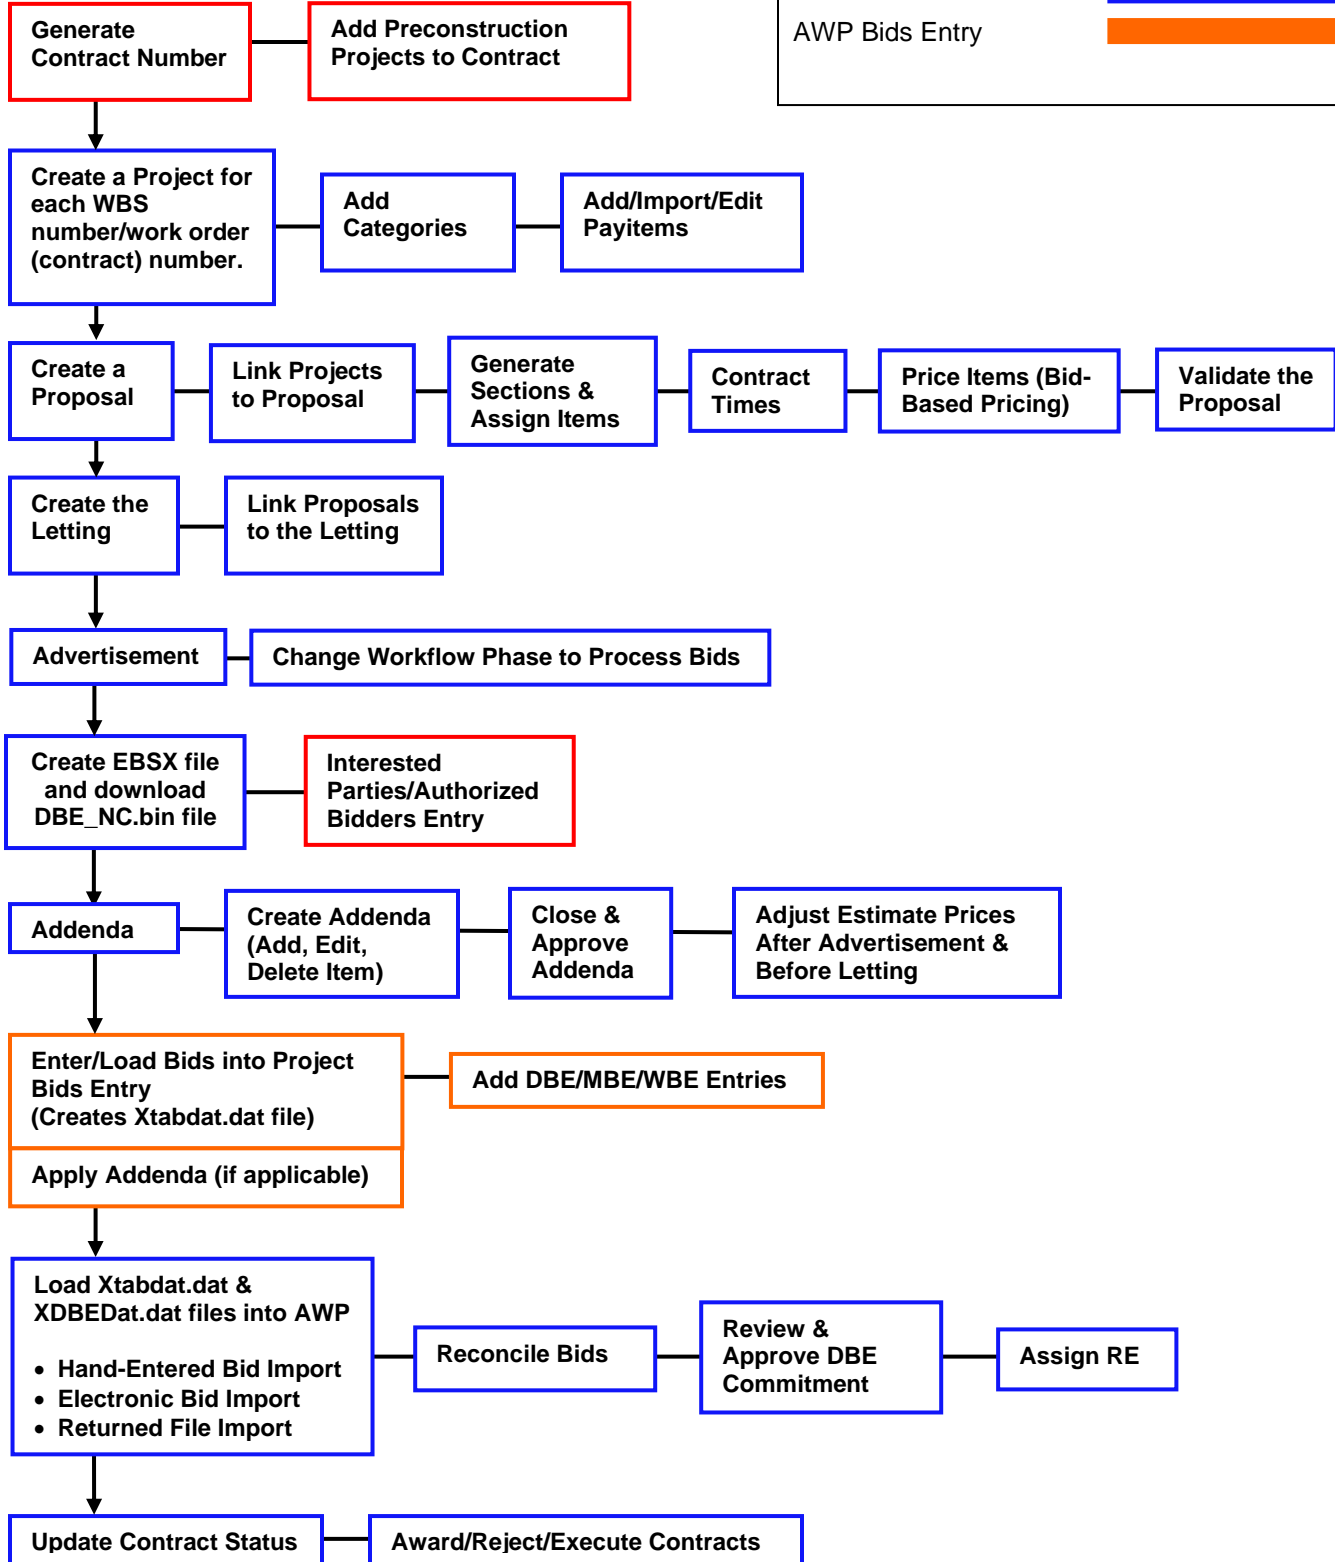 Generate
Contract Number
Add Preconstruction
Projects to Contract
AWP Bids Entry
Create a Project for
each WBS
number/work order
(contract) number.
Add
Categories
Add/Import/Edit
Payitems
Create a
Proposal
Link Projects
to Proposal
Generate
Sections &
Assign Items
Contract
Times
Price Items (Bid-
Based Pricing)
Validate the
Proposal
Create the
Letting
Link Proposals
to the Letting
Advertisement
Change Workflow Phase to Process Bids
Create EBSX file
and download
DBE_NC.bin file
Interested
Parties/Authorized
Bidders Entry
Addenda
Create Addenda
(Add, Edit,
Delete Item)
Close &
Approve
Addenda
Adjust Estimate Prices
After Advertisement &
Before Letting
Enter/Load Bids into Project
Bids Entry
(Creates Xtabdat.dat file)
Add DBE/MBE/WBE Entries
Apply Addenda (if applicable)
Load Xtabdat.dat &
XDBEDat.dat files into AWP
• Hand-Entered Bid Import
• Electronic Bid Import
• Returned File Import
Reconcile Bids
Review &
Approve DBE
Commitment
Assign RE
Update Contract Status
Award/Reject/Execute Contracts